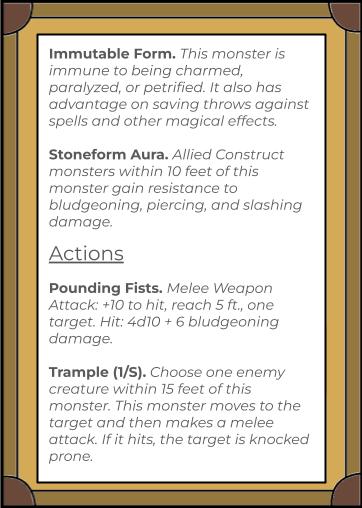 Immutable Form. This monster is
immune to being charmed,
paralyzed, or petrified. It also has
advantage on saving throws against
spells and other magical effects.
Stoneform Aura. Allied Construct
monsters within 10 feet of this
monster gain resistance to
bludgeoning, piercing, and slashing
damage.
Actions
Pounding Fists. Melee Weapon
Attack: +10 to hit, reach 5 ft., one
target. Hit: 4d10 + 6 bludgeoning
damage.
Trample (1/S). Choose one enemy
creature within 15 feet of this
monster. This monster moves to the
target and then makes a melee
attack. If it hits, the target is knocked
prone.